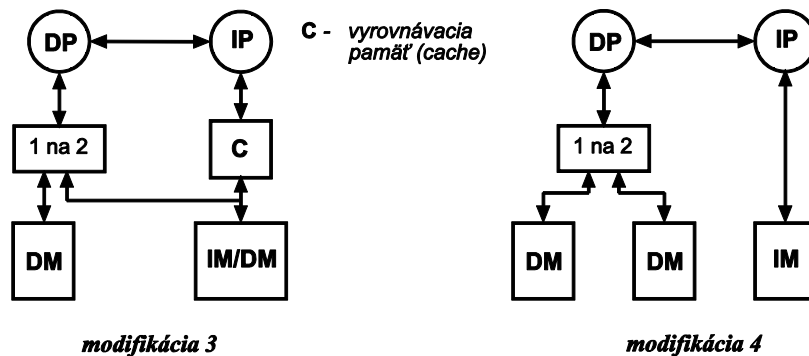 DP
IP
C - vyrovnávacia
pamäť (cache)
1 na 2
C
DM
IM/DM
modifikácia 3
DP
IP
1 na 2
DM
DM
IM
modifikácia 4